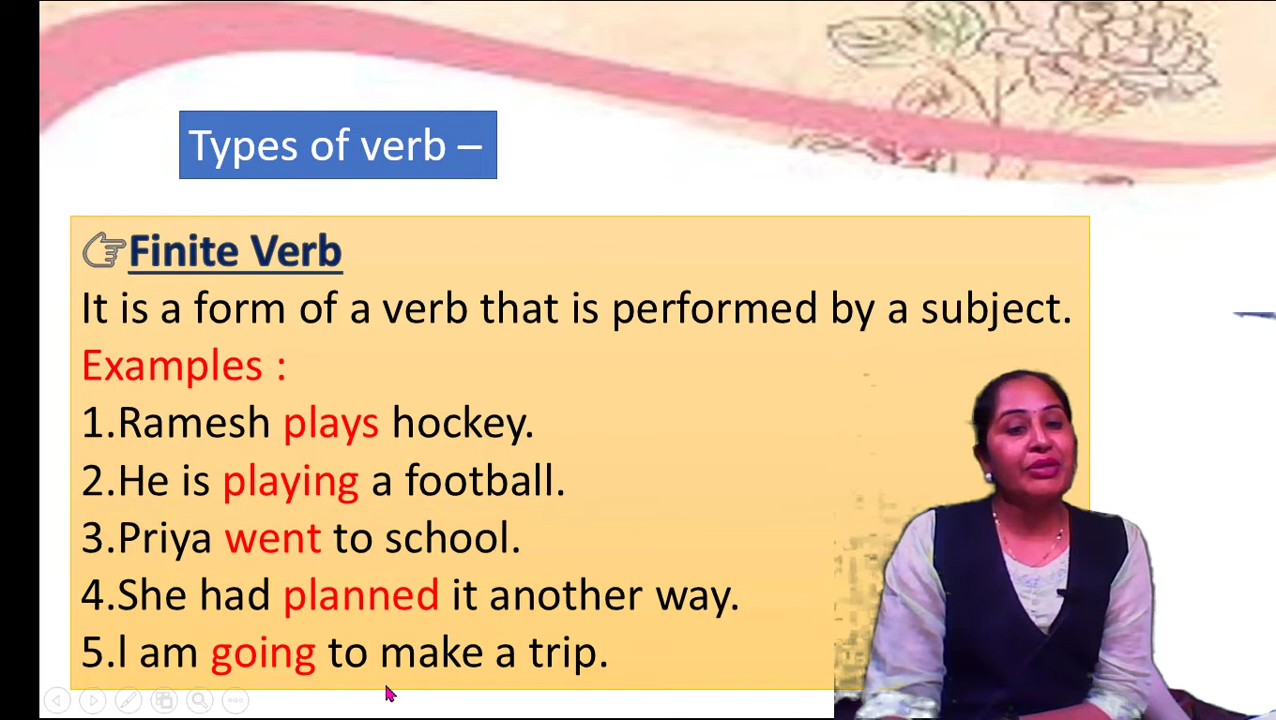 Types of verb –
👉Finite Verb
It is a form of a verb that is performed by a subject.
Examples :
1.Ramesh plays hockey.
2.He is playing a football.
3.Priya went to school.
4.She had planned it another way.
5.I am going to make a trip.